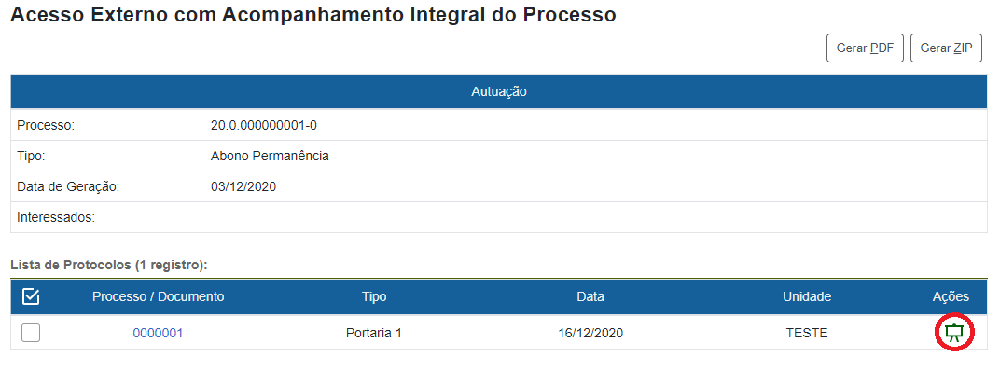 Acesso Externo com Acompanhamento Integral do Processo
Gerar PDF Gerar ZIP
Autuação
Processo: 20.0.000000001-0
Tipo: Abono Permanência
Data de Geração: 03/12/2020
Interessados:
Lista de Protocolos (1 registro):
Processo / Documento Tipo Data Unidade Ações
0000001 Portaria 1 16/12/2020 TESTE